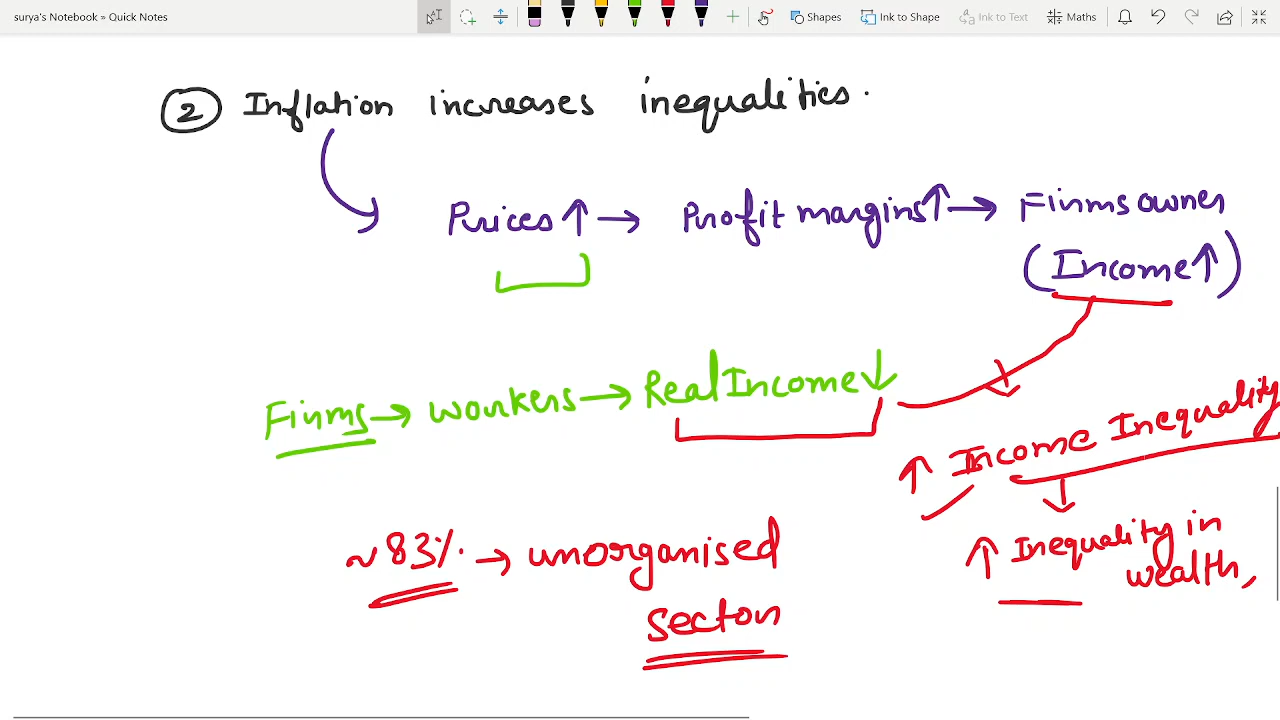 surya's Notebook » Quick Notes
Shapes Ink to Shape Ink to Text Maths
2 Inflation increases inequalities.
Prices ↑ → Profit margins ↑ → Firms owner
(Income ↑)
Firms → workers → Real Income ↓
↑ Income Inequality
~83% → unorganised
sector
↑ Inequality in
wealth,